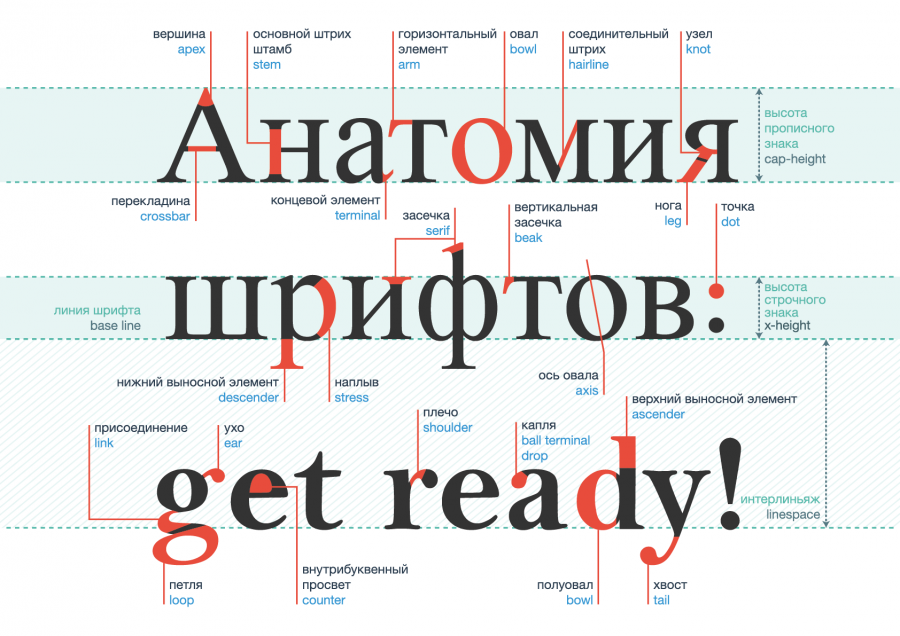 вершина
apex
основной штрих
штамб
stem
горизонтальный
элемент
arm
овал
bowl
соединительный
штрих
hairline
узел
knot
Анатомия
высота
прописного
знака
cap-height
перекладина
crossbar
концевой элемент
terminal
засечка
serif
вертикальная
засечка
beak
нога
leg
точка
dot
шрифтов:
линия шрифта
base line
высота
строчного
знака
x-height
нижний выносной элемент
descender
наплыв
stress
ось овала
axis
верхний выносной элемент
ascender
присоединение
link
ухо
ear
плечо
shoulder
капля
ball terminal
drop
get ready!
интерлиньяж
linespace
петля
loop
внутрибуквенный
просвет
counter
полуовал
bowl
хвост
tail